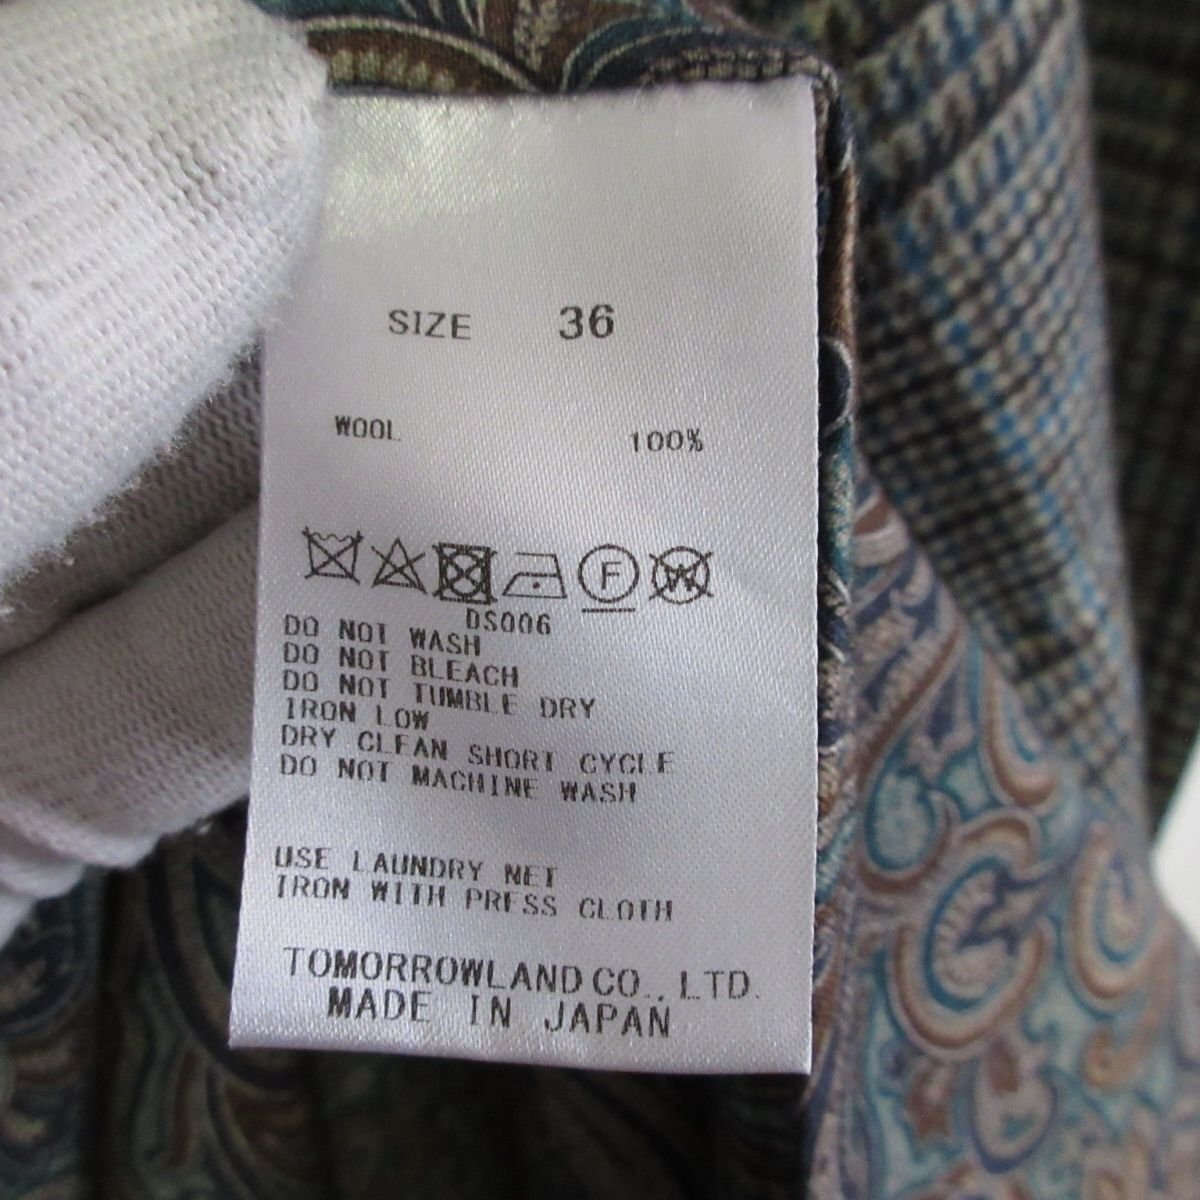 SIZE 36
WOOL 100%
F W
DS006
DO NOT WASH
DO NOT BLEACH
DO NOT TUMBLE DRY
IRON LOW
DRY CLEAN SHORT CYCLE
DO NOT MACHINE WASH
USE LAUNDRY NET
IRON WITH PRESS CLOTH
TOMORROWLAND CO., LTD.
MADE IN JAPAN